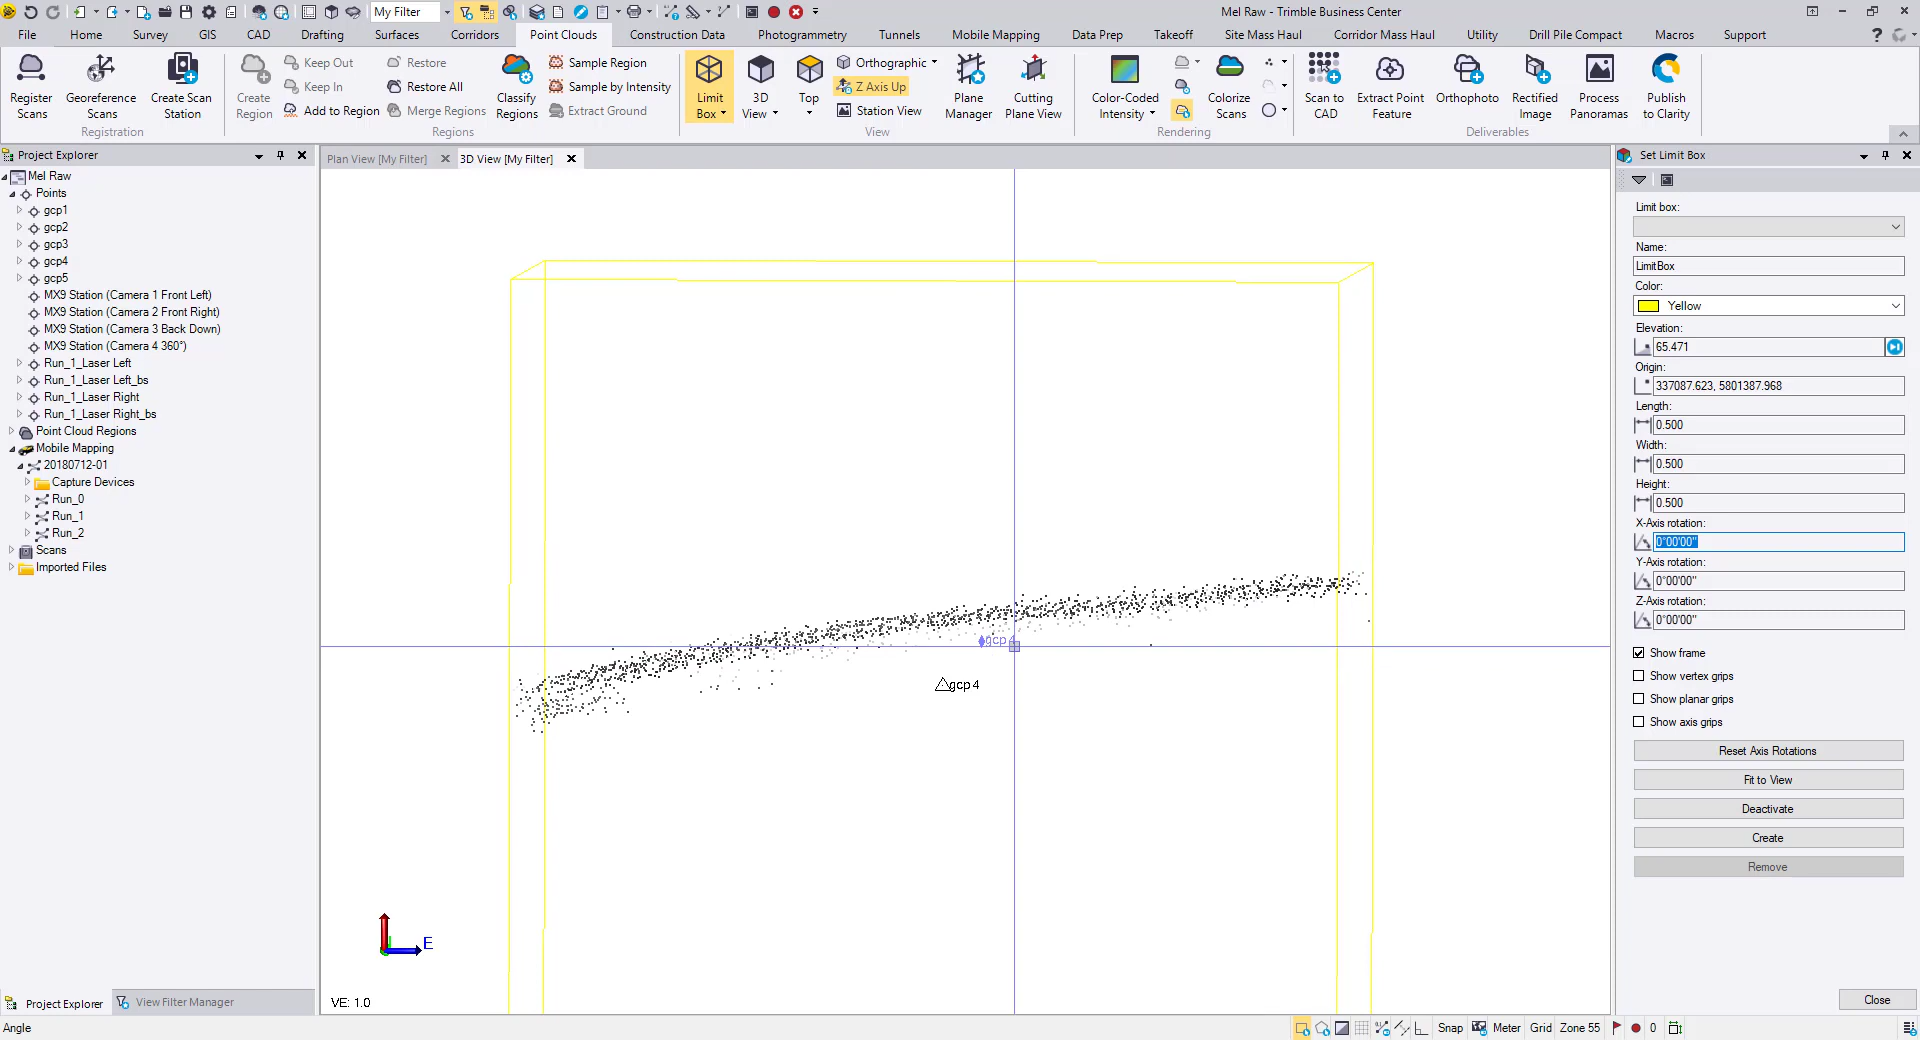 My Filter
Mel Raw - Trimble Business Center
File Home Survey GIS CAD Drafting Surfaces Corridors Point Clouds Construction Data Photogrammetry Tunnels Mobile Mapping Data Prep Takeoff Site Mass Haul Corridor Mass Haul Utility Drill Pile Compact Macros Support
Register Scans
Georeference Scans
Create Scan Station
Registration
Create Region
Keep Out
Keep In
Add to Region
Restore
Restore All
Merge Regions
Classify Regions
Sample Region
Sample by Intensity
Extract Ground
Regions
Limit Box
3D View
Top
Orthographic
Z Axis Up
Station View
Plane Manager
Cutting Plane View
View
Color-Coded Intensity
Colorize Scans
Rendering
Scan to CAD
Extract Point Feature
Orthophoto
Rectified Image
Process Panoramas
Publish to Clarity
Deliverables
Project Explorer
Mel Raw
Points
gcp1
gcp2
gcp3
gcp4
gcp5
MX9 Station (Camera 1 Front Left)
MX9 Station (Camera 2 Front Right)
MX9 Station (Camera 3 Back Down)
MX9 Station (Camera 4 360°)
Run_1_Laser Left
Run_1_Laser Left_bs
Run_1_Laser Right
Run_1_Laser Right_bs
Point Cloud Regions
Mobile Mapping
20180712-01
Capture Devices
Run_0
Run_1
Run_2
Scans
Imported Files
Project Explorer
View Filter Manager
Plan View [My Filter]
3D View [My Filter]
gcp 4
gcp4
E
VE: 1.0
Set Limit Box
Limit box:
Name:
LimitBox
Color:
Yellow
Elevation:
65.471
Origin:
337087.623, 5801387.968
Length:
0.500
Width:
0.500
Height:
0.500
X-Axis rotation:
0°00'00"
Y-Axis rotation:
0°00'00"
Z-Axis rotation:
0°00'00"
Show frame
Show vertex grips
Show planar grips
Show axis grips
Reset Axis Rotations
Fit to View
Deactivate
Create
Remove
Close
Angle
Snap Meter Grid Zone 55 0